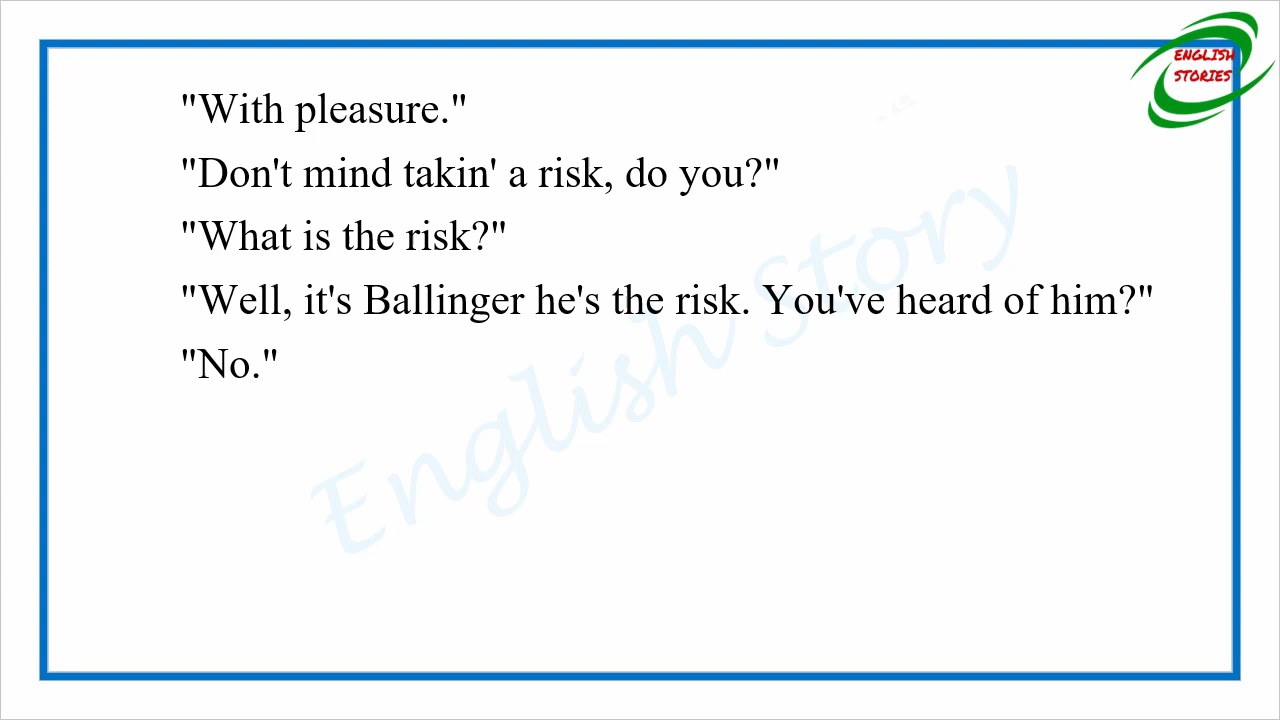 ENGLISH
STORIES
"With pleasure."
"Don't mind takin' a risk, do you?"
"What is the risk?"
"Well, it's Ballinger he's the risk. You've heard of him?"
"No."
English Story